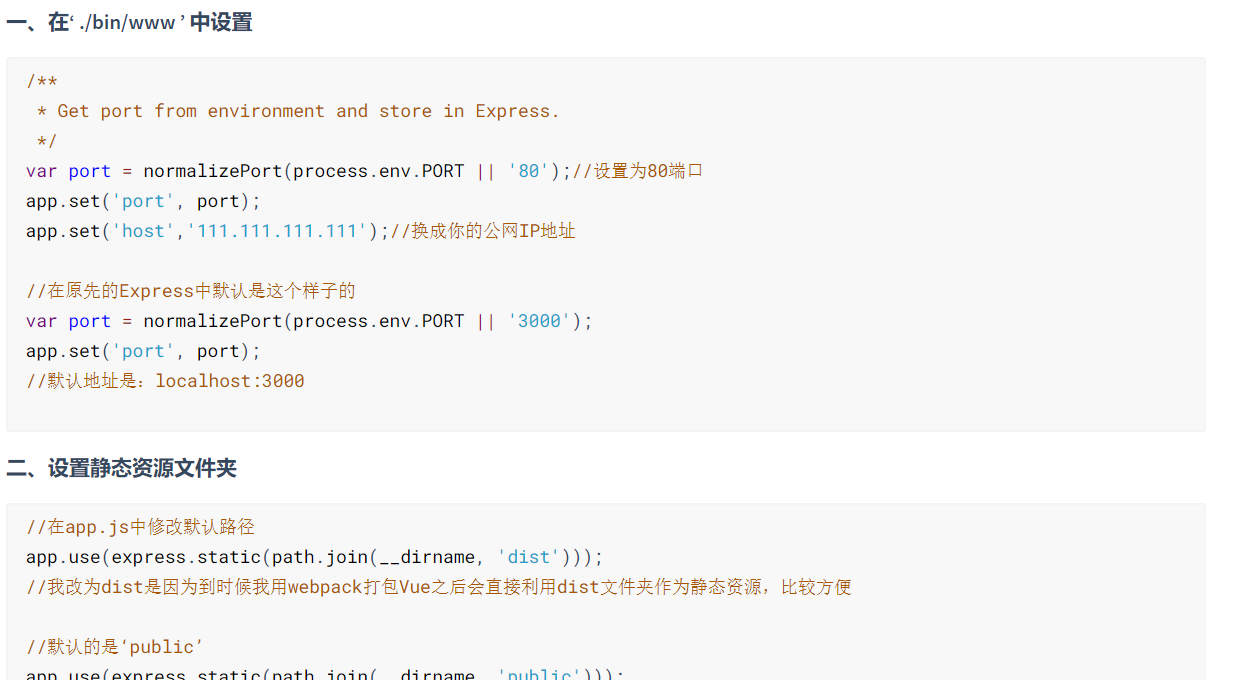 一、在‘ ./bin/www ’ 中设置
/**
 * Get port from environment and store in Express.
 */
var port = normalizePort(process.env.PORT || '80');//设置为80端口
app.set('port', port);
app.set('host','111.111.111.111');//换成你的公网IP地址
//在原先的Express中默认是这个样子的
var port = normalizePort(process.env.PORT || '3000');
app.set('port', port);
//默认地址是：localhost:3000
二、设置静态资源文件夹
//在app.js中修改默认路径
app.use(express.static(path.join(__dirname, 'dist')));
//我改为dist是因为到时候我用webpack打包Vue之后会直接利用dist文件夹作为静态资源，比较方便
//默认的是‘public’
app.use(express.static(path.join(__dirname, 'public')));